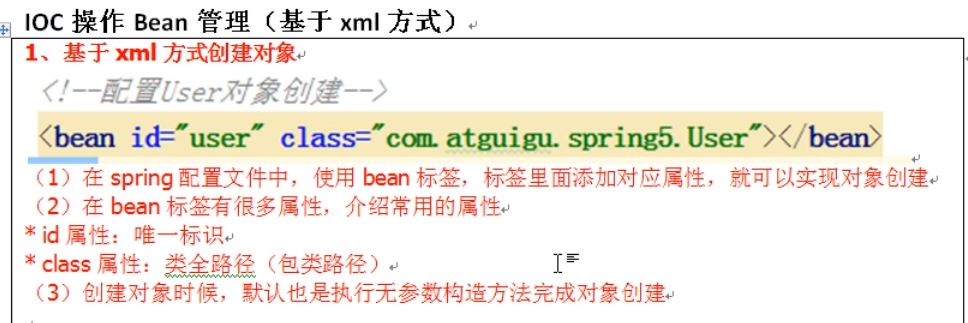 IOC 操作 Bean 管理（基于 xml 方式）
1、基于 xml 方式创建对象
<!--配置User对象创建-->
<bean id="user" class="com.atguigu.spring5.User"></bean>
（1）在 spring 配置文件中，使用 bean 标签，标签里面添加对应属性，就可以实现对象创建
（2）在 bean 标签有很多属性，介绍常用的属性
* id 属性：唯一标识
* class 属性：类全路径（包类路径）
（3）创建对象时候，默认也是执行无参数构造方法完成对象创建